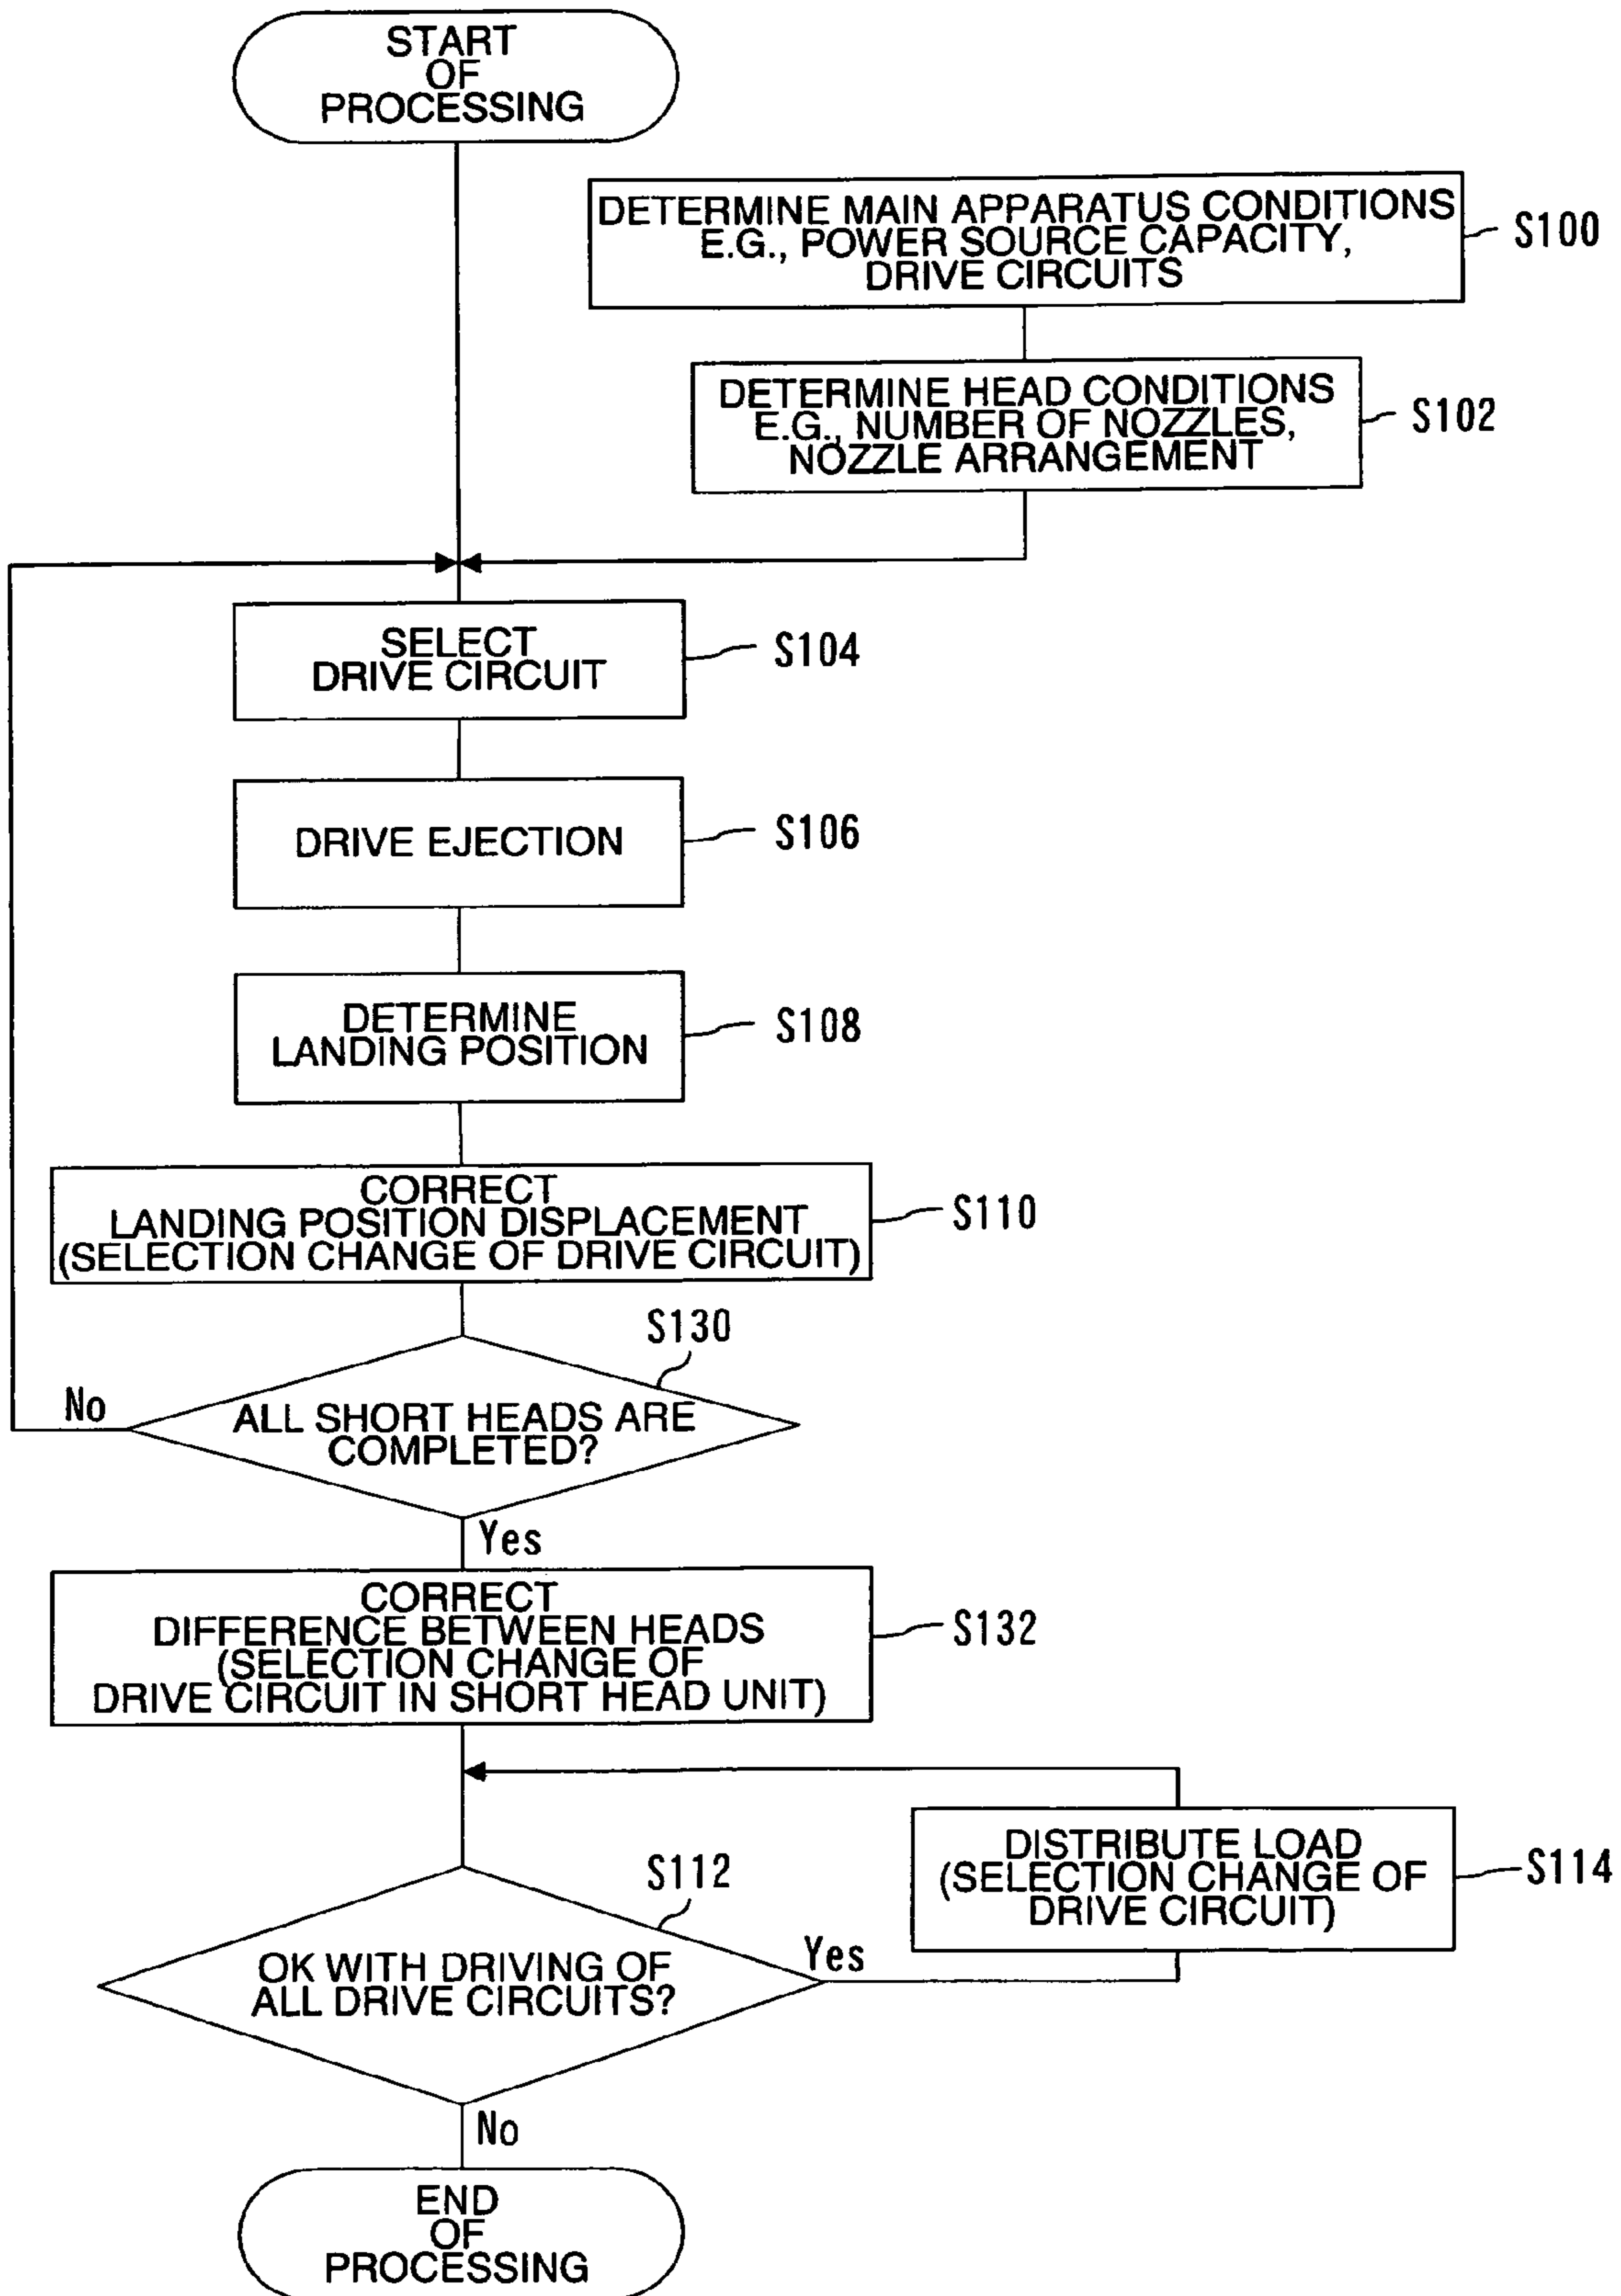 START
OF
PROCESSING
DETERMINE MAIN APPARATUS CONDITIONS
E.G., POWER SOURCE CAPACITY,
DRIVE CIRCUITS
S100
DETERMINE HEAD CONDITIONS
E.G., NUMBER OF NOZZLES,
NOZZLE ARRANGEMENT
S102
SELECT
DRIVE CIRCUIT
S104
DRIVE EJECTION
S106
DETERMINE
LANDING POSITION
S108
CORRECT
LANDING POSITION DISPLACEMENT
(SELECTION CHANGE OF DRIVE CIRCUIT)
S110
S130
No
ALL SHORT HEADS ARE
COMPLETED?
Yes
CORRECT
DIFFERENCE BETWEEN HEADS
(SELECTION CHANGE OF
DRIVE CIRCUIT IN SHORT HEAD UNIT)
S132
DISTRIBUTE LOAD
(SELECTION CHANGE OF
DRIVE CIRCUIT)
S114
S112
OK WITH DRIVING OF
ALL DRIVE CIRCUITS?
Yes
No
END
OF
PROCESSING